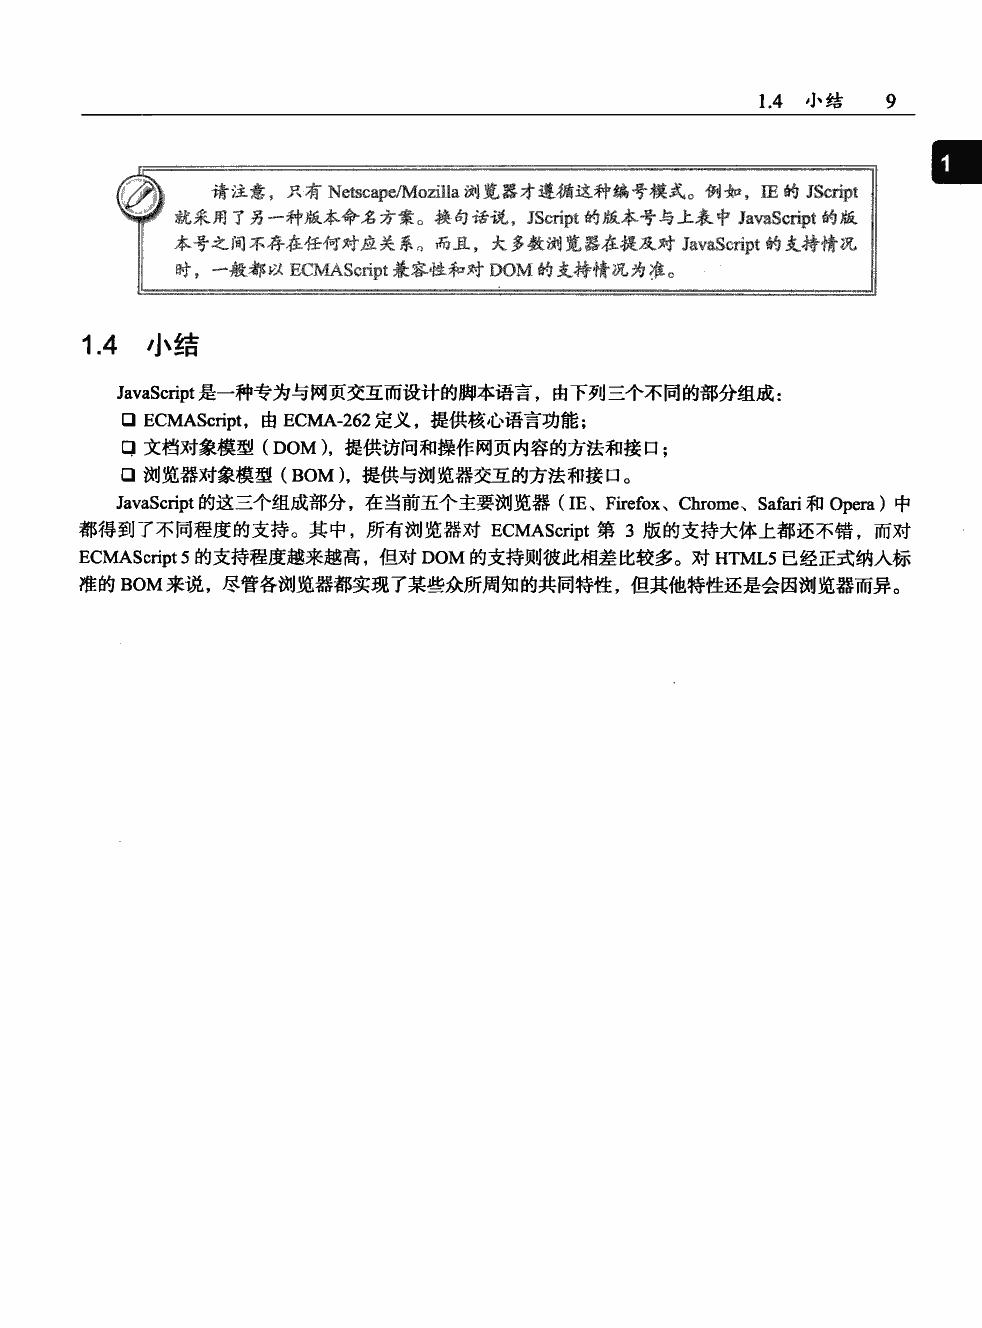 1.4 小结 9
1
请注意，只有 Netscape/Mozilla 浏览器才遵循这种编号模式。例如，IE 的 JScript
就采用了另一种版本命名方案。换句话说，JScript 的版本号与上表中 JavaScript 的版
本号之间不存在任何对应关系。而且，大多数浏览器在提及对 JavaScript 的支持情况
时，一般都以 ECMAScript 兼容性和对 DOM 的支持情况为准。
1.4 小结
JavaScript 是一种专为与网页交互而设计的脚本语言，由下列三个不同的部分组成：
❑ ECMAScript，由 ECMA-262 定义，提供核心语言功能；
❑ 文档对象模型（DOM），提供访问和操作网页内容的方法和接口；
❑ 浏览器对象模型（BOM），提供与浏览器交互的方法和接口。
JavaScript 的这三个组成部分，在当前五个主要浏览器（IE、Firefox、Chrome、Safari 和 Opera）中
都得到了不同程度的支持。其中，所有浏览器对 ECMAScript 第 3 版的支持大体上都还不错，而对
ECMAScript 5 的支持程度越来越高，但对 DOM 的支持则彼此相差比较多。对 HTML5 已经正式纳入标
准的 BOM 来说，尽管各浏览器都实现了某些众所周知的共同特性，但其他特性还是会因浏览器而异。